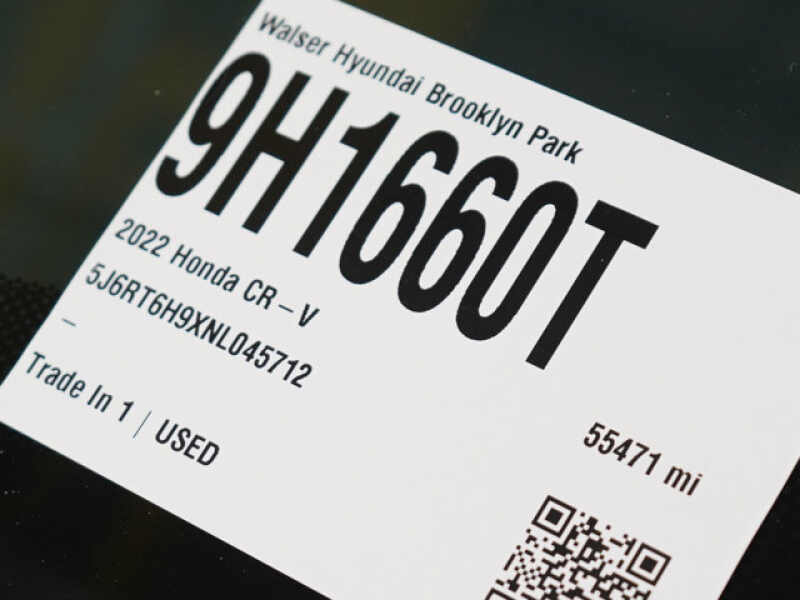 Walser Hyundai Brooklyn Park
9H1660T
2022 Honda CR-V
5J6RT6H9XNL045712
–
Trade In 1 | USED
55471 mi